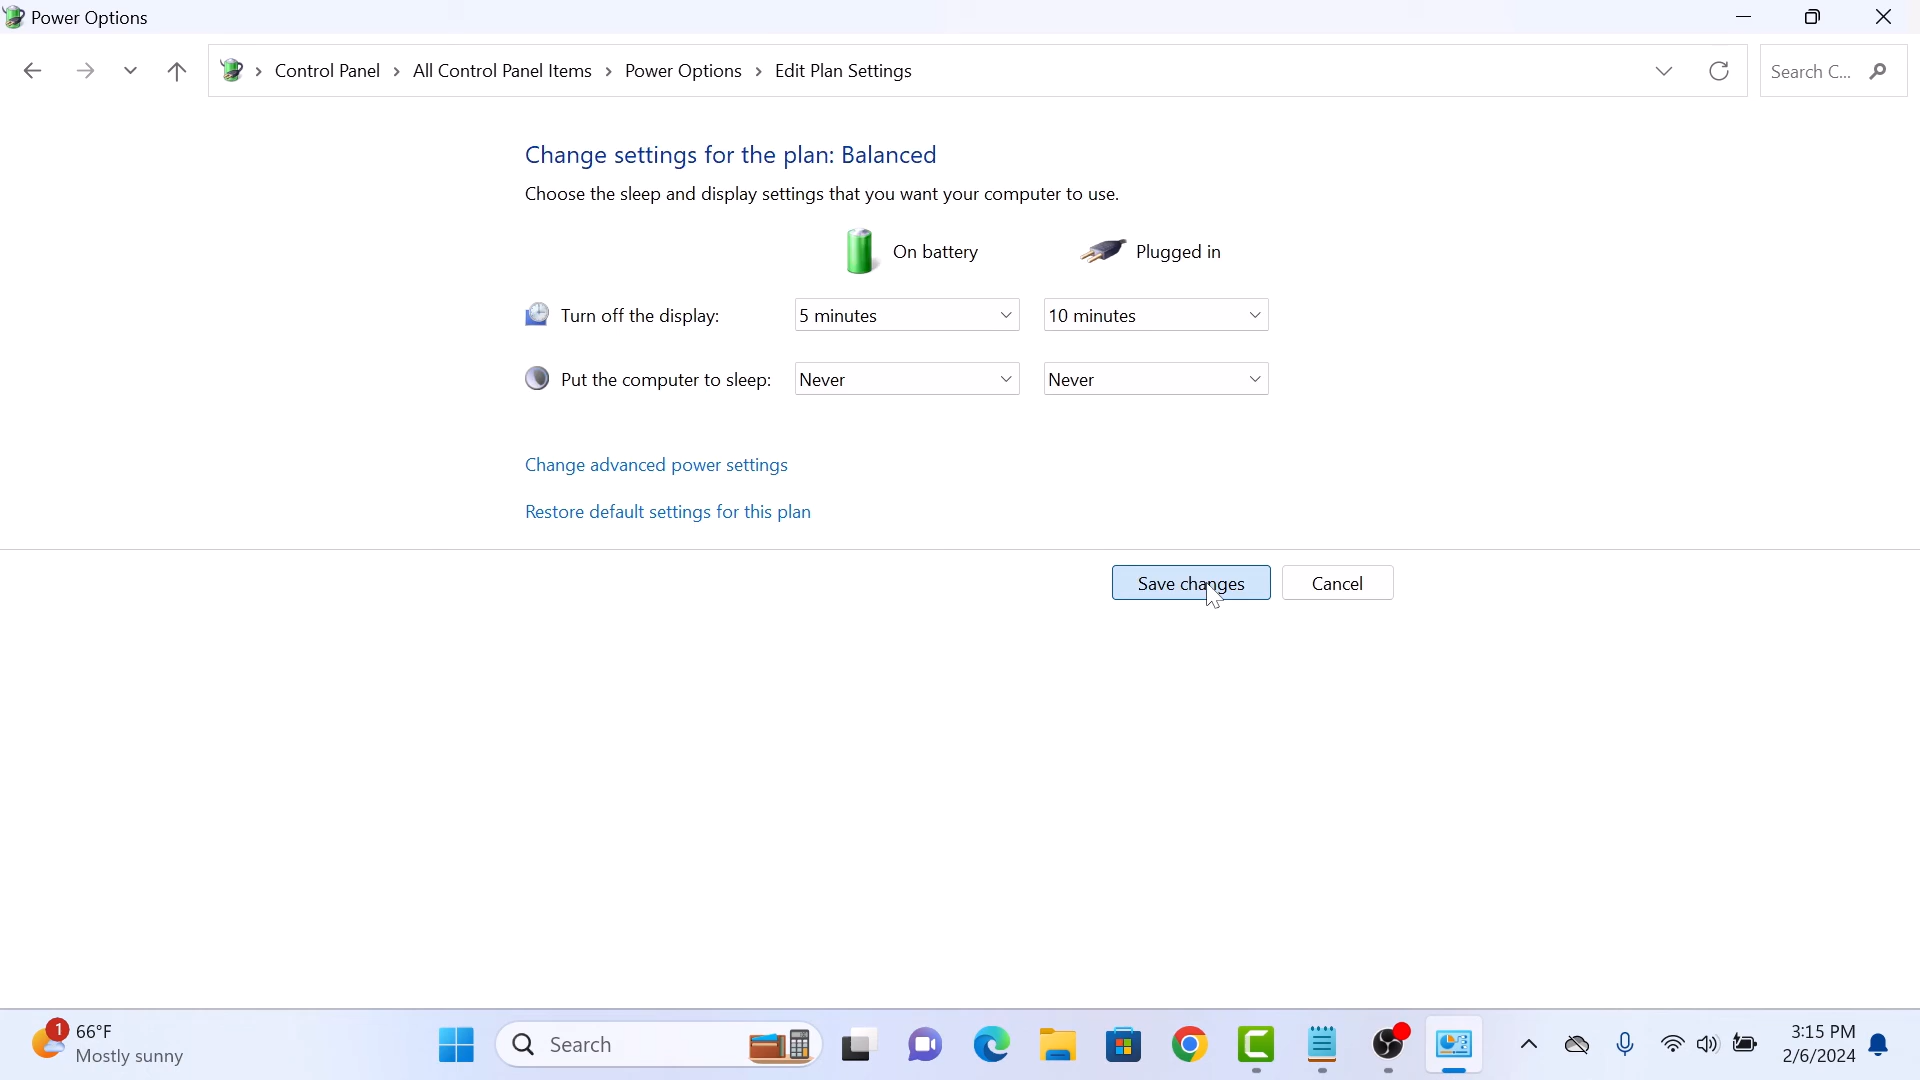 Power Options
Control Panel > All Control Panel Items > Power Options > Edit Plan Settings
Search C...
Change settings for the plan: Balanced
Choose the sleep and display settings that you want your computer to use.
On battery Plugged in
Turn off the display: 5 minutes 10 minutes
Put the computer to sleep: Never Never
Change advanced power settings
Restore default settings for this plan
Save changes Cancel
1 66°F
Mostly sunny
Search
3:15 PM
2/6/2024